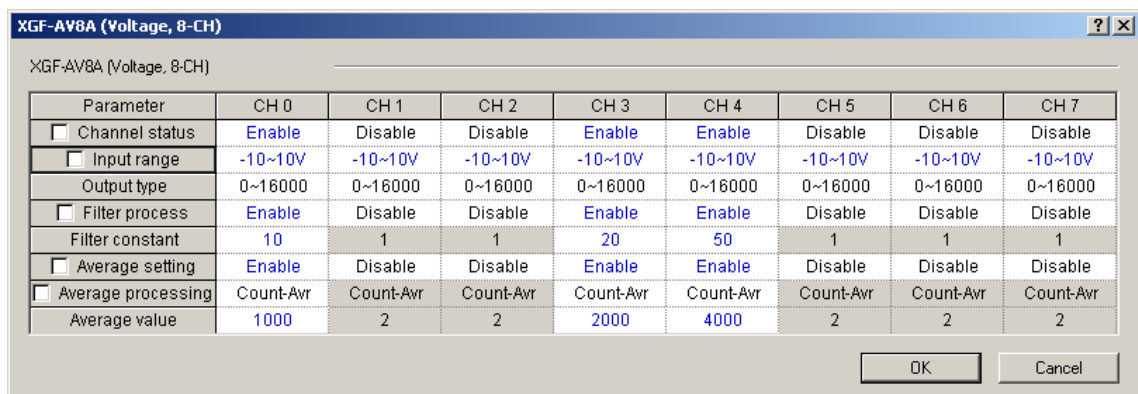 XGF-AV8A (Voltage, 8-CH)
XGF-AV8A (Voltage, 8-CH)
Parameter CH 0 CH 1 CH 2 CH 3 CH 4 CH 5 CH 6 CH 7
Channel status Enable Disable Disable Enable Enable Disable Disable Disable
Input range -10~10V -10~10V -10~10V -10~10V -10~10V -10~10V -10~10V -10~10V
Output type 0~16000 0~16000 0~16000 0~16000 0~16000 0~16000 0~16000 0~16000
Filter process Enable Disable Disable Enable Enable Disable Disable Disable
Filter constant 10 1 1 20 50 1 1 1
Average setting Enable Disable Disable Enable Enable Disable Disable Disable
Average processing Count-Avr Count-Avr Count-Avr Count-Avr Count-Avr Count-Avr Count-Avr Count-Avr
Average value 1000 2 2 2000 4000 2 2 2
OK Cancel